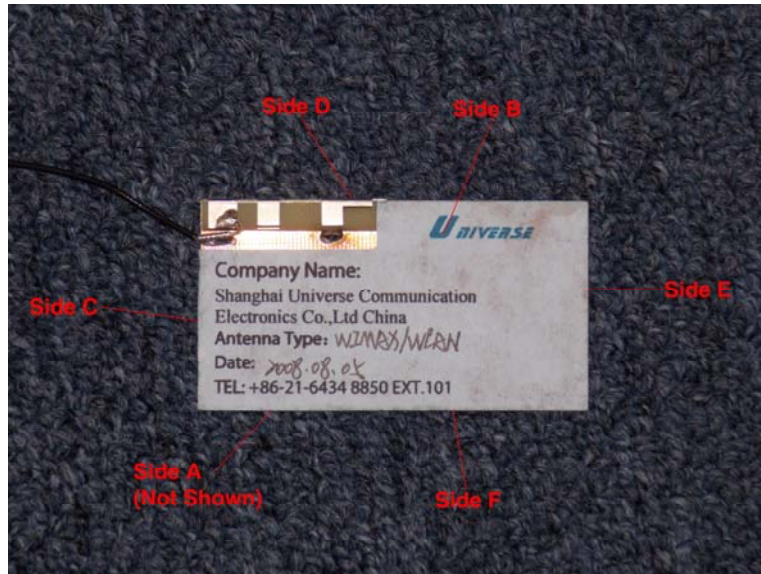 Side D
Side B
UNIVERSE
Company Name:
Side E
Shanghai Universe Communication
Side C
Electronics Co.,Ltd China
Antenna Type: WIMAX/WLAN
Date: 2008.08.05
TEL: +86-21-6434 8850 EXT.101
Side A
(Not Shown)
Side F